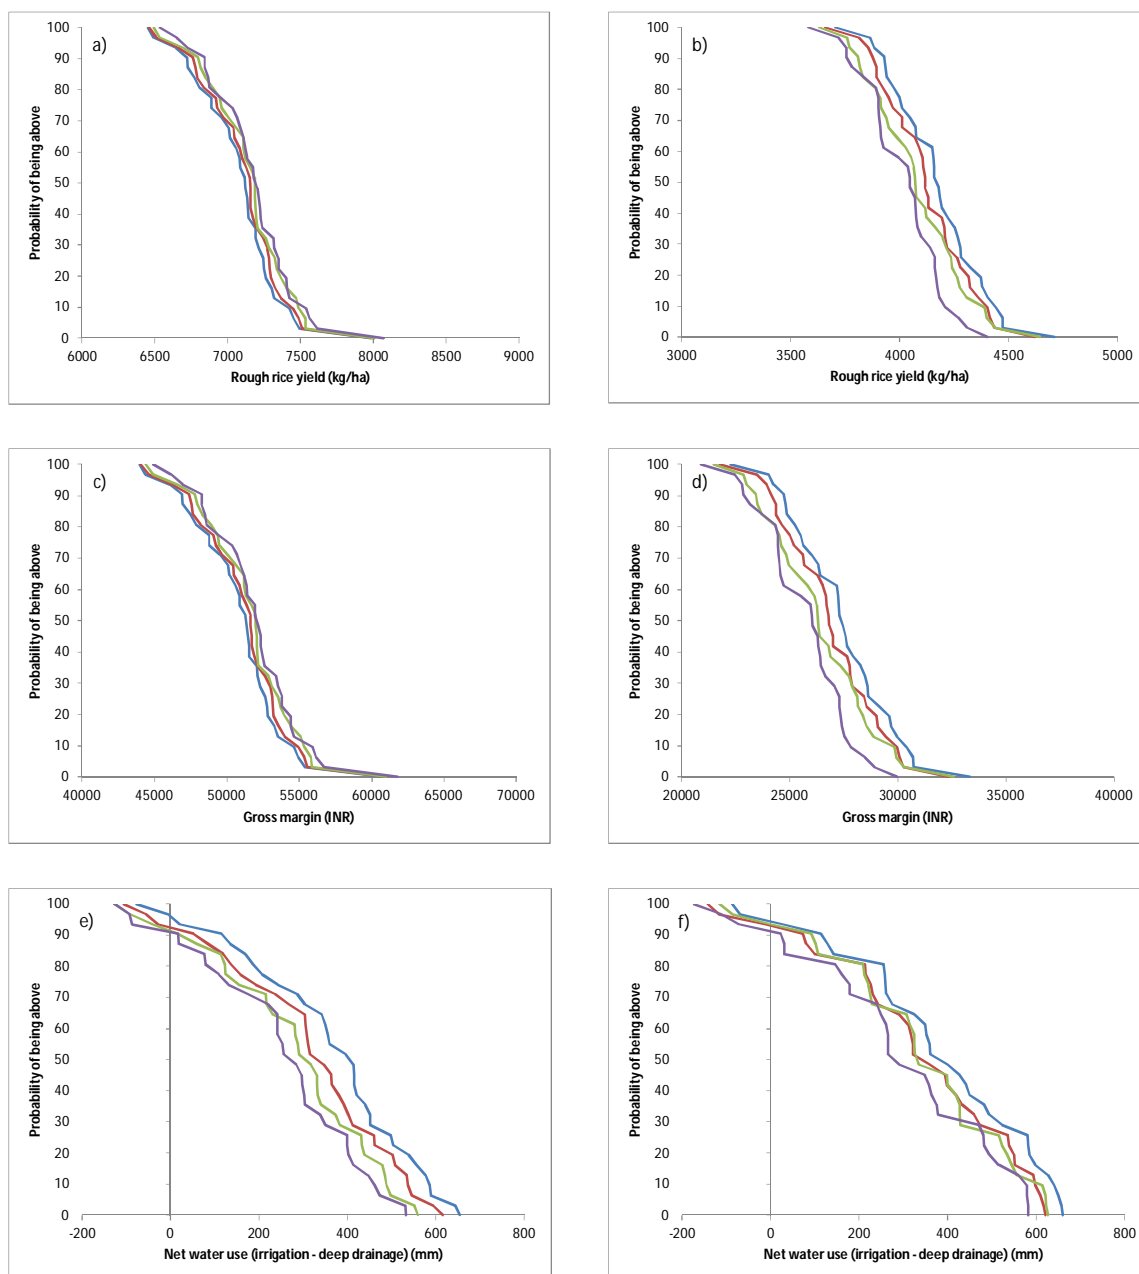 a)
Probability of being above
100
90
80
70
60
50
40
30
20
10
0
6000 6500 7000 7500 8000 8500 9000
Rough rice yield (kg/ha)
b)
Probability of being above
100
90
80
70
60
50
40
30
20
10
0
3000 3500 4000 4500 5000
Rough rice yield (kg/ha)
c)
Probability of being above
100
90
80
70
60
50
40
30
20
10
0
40000 45000 50000 55000 60000 65000 70000
Gross margin (INR)
d)
Probability of being above
100
90
80
70
60
50
40
30
20
10
0
20000 25000 30000 35000 40000
Gross margin (INR)
e)
Probability of being above
100
90
80
70
60
50
40
30
20
10
0
-200 0 200 400 600 800
Net water use (irrigation - deep drainage) (mm)
f)
Probability of being above
100
90
80
70
60
50
40
30
20
10
0
-200 0 200 400 600 800
Net water use (irrigation - deep drainage) (mm)